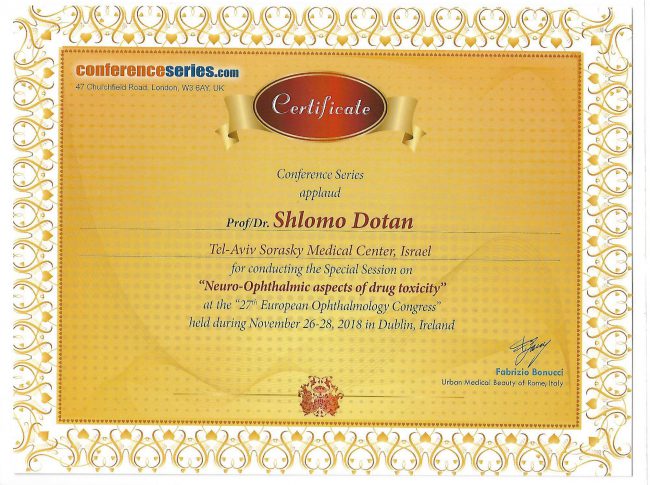 conferenceseries.com
47 Churchfield Road, London, W3 6AY, UK
Certificate
Conference Series
applaud
Prof/Dr. Shlomo Dotan
Tel-Aviv Sorasky Medical Center, Israel
for conducting the Special Session on
“Neuro-Ophthalmic aspects of drug toxicity”
at the “27th European Ophthalmology Congress”
held during November 26-28, 2018 in Dublin, Ireland
Fabrizio Bonucci
Urban Medical Beauty of Rome, Italy